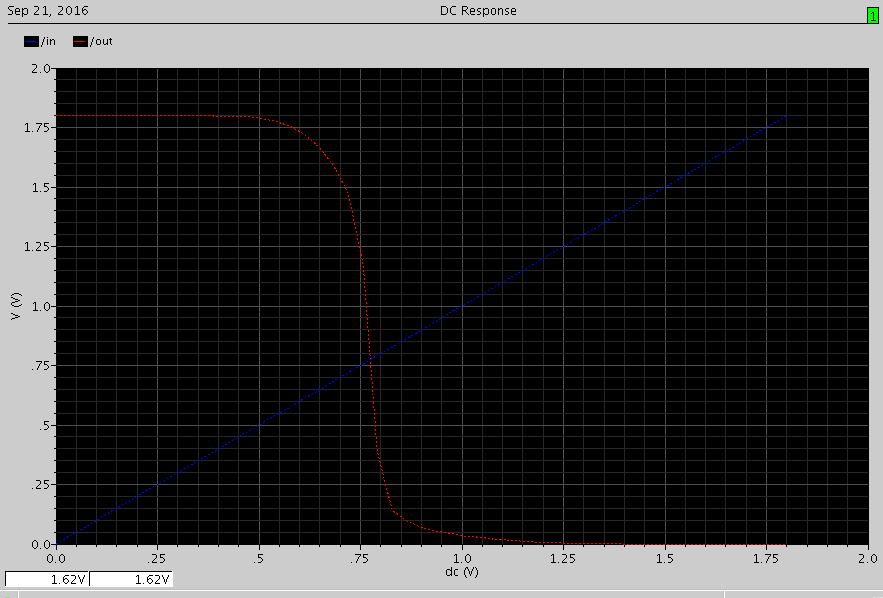 Sep 21, 2016 DC Response 1
/in /out
2.0
1.75
1.5
1.25
1.0
.75
.5
.25
0.0
V (V)
0.0 .25 .5 .75 1.0 1.25 1.5 1.75 2.0
dc (V)
1.62V 1.62V